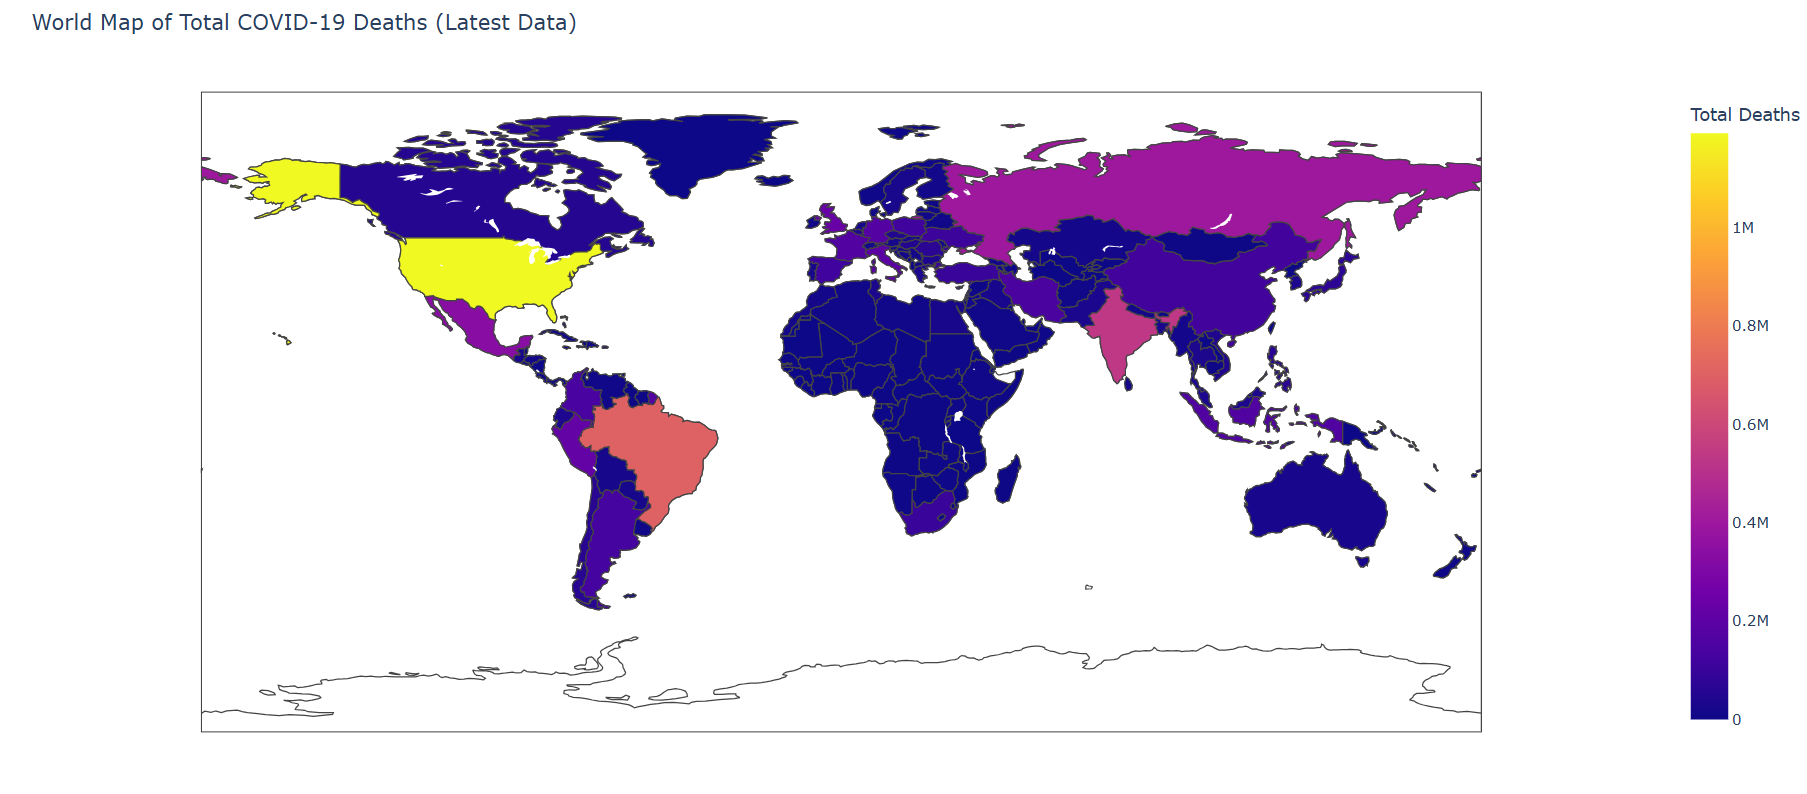 World Map of Total COVID-19 Deaths (Latest Data)
Total Deaths
1M
0.8M
0.6M
0.4M
0.2M
0